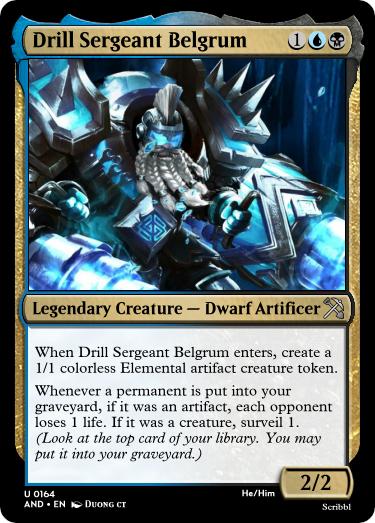 Drill Sergeant Belgrum 1
Legendary Creature — Dwarf Artificer
When Drill Sergeant Belgrum enters, create a
1/1 colorless Elemental artifact creature token.
Whenever a permanent is put into your
graveyard, if it was an artifact, each opponent
loses 1 life. If it was a creature, surveil 1.
(Look at the top card of your library. You may
put it into your graveyard.)
2/2
U 0164 He/Him
AND • EN Duong ct Scribbl